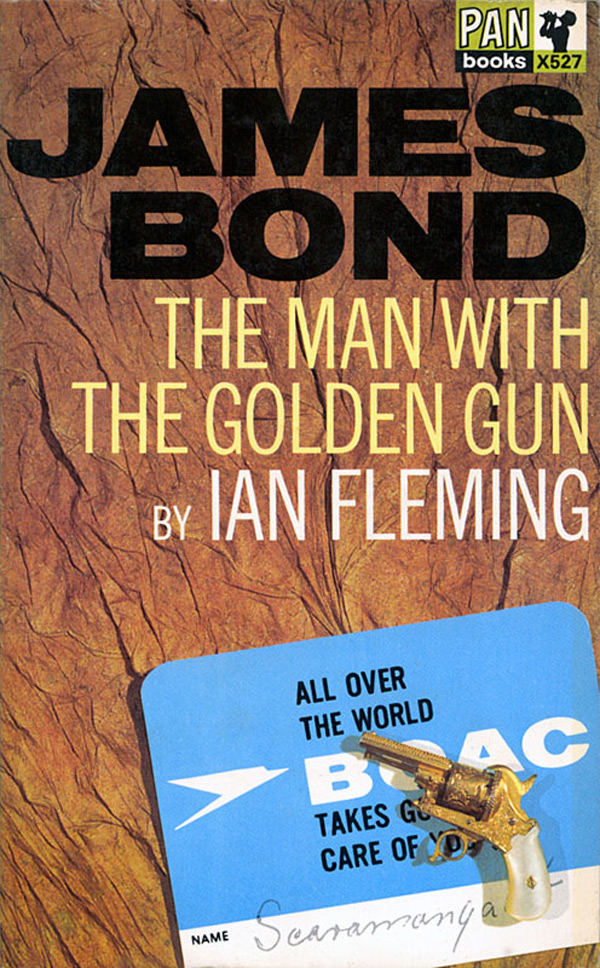 PAN
books X527
JAMES
BOND
THE MAN WITH
THE GOLDEN GUN
BY IAN FLEMING
ALL OVER
THE WORLD
BOAC
TAKES
CARE OF
NAME Scaramanga